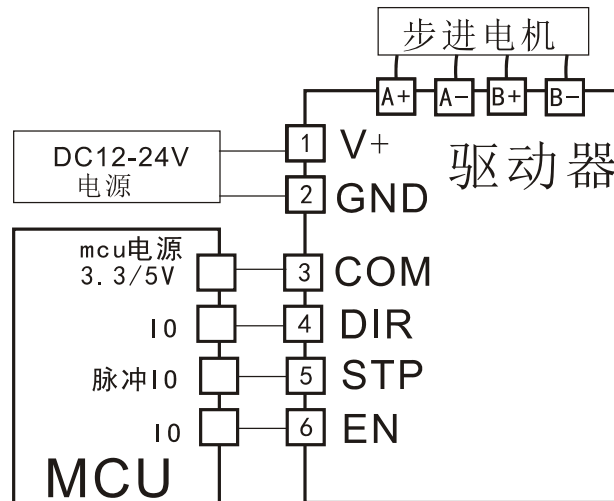 步进电机
A+ A- B+ B-
DC12-24V
电源
1 V+
驱动器
2 GND
mcu电源
3.3/5V
3 COM
IO
4 DIR
脉冲IO
5 STP
IO
6 EN
MCU